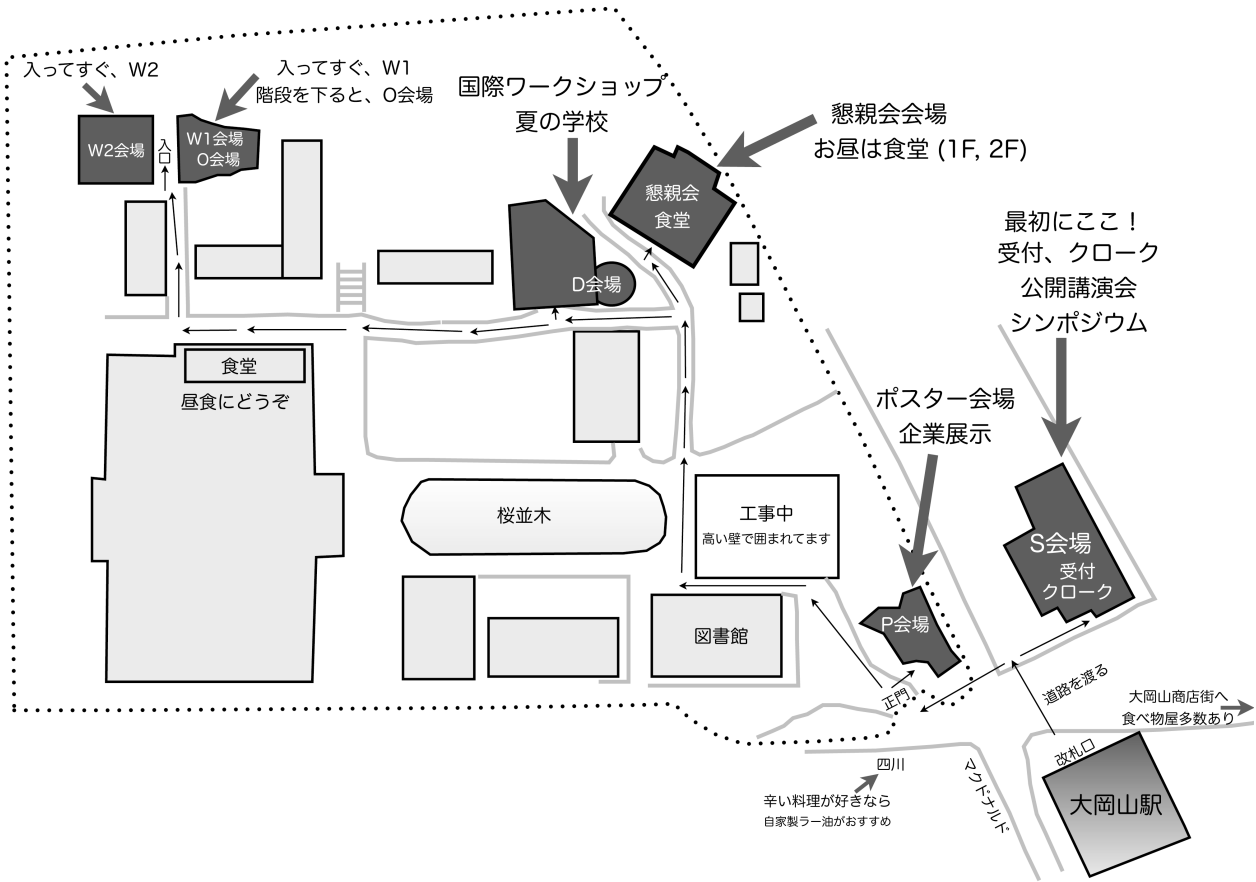 入ってすぐ、W2
入ってすぐ、W1
階段を下ると、O会場
国際ワークショップ
夏の学校
懇親会会場
お昼は食堂 (1F, 2F)
W2会場
入口
W1会場
O会場
懇親会
食堂
D会場
最初にここ！
受付、クローク
公開講演会
シンポジウム
食堂
昼食にどうぞ
ポスター会場
企業展示
桜並木
工事中
高い壁で囲まれてます
S会場
受付
クローク
図書館
P会場
正門
道路を渡る
大岡山商店街へ
食べ物屋多数あり
改札口
四川
マクドナルド
辛い料理が好きなら
自家製ラー油がおすすめ
大岡山駅